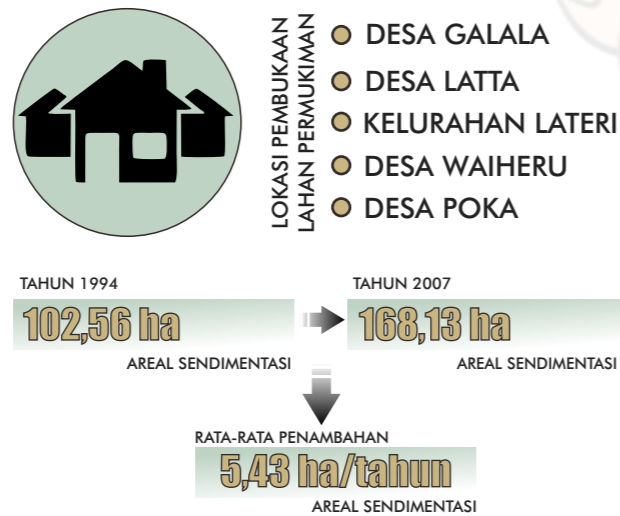 LOKASI PEMBUKAAN
LAHAN PERMUKIMAN
DESA GALALA
DESA LATTA
KELURAHAN LATERI
DESA WAIHERU
DESA POKA
TAHUN 1994
102,56 ha
AREAL SENDIMENTASI
TAHUN 2007
168,13 ha
AREAL SENDIMENTASI
RATA-RATA PENAMBAHAN
5,43 ha/tahun
AREAL SENDIMENTASI